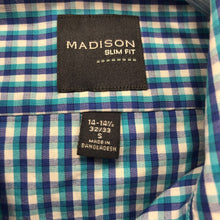 MADISON
SLIM FIT
14-14½
32/33
S
MADE IN
BANGLADESH